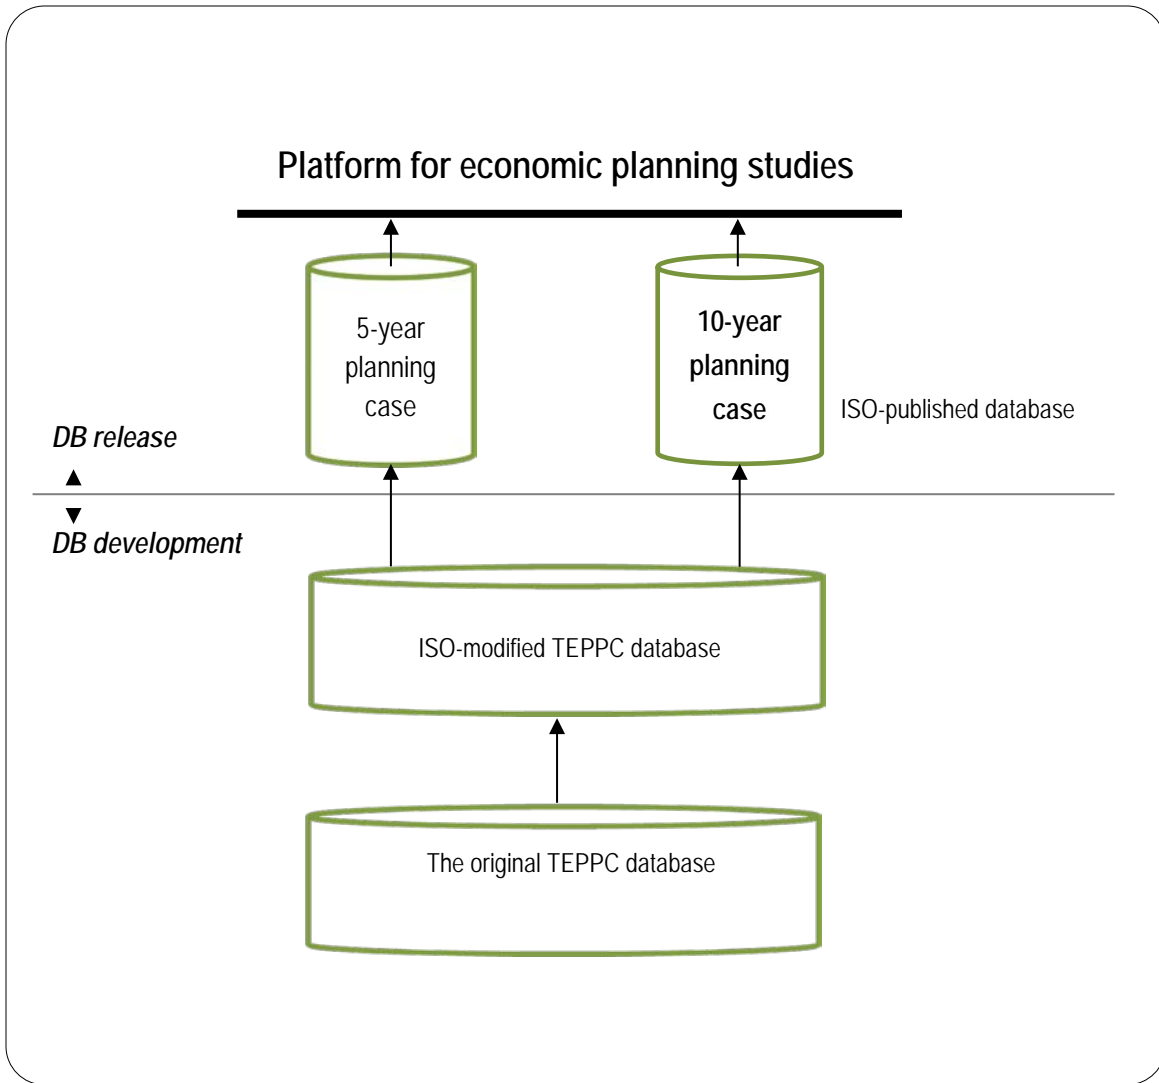 Platform for economic planning studies
5-year
planning
case
10-year
planning
case
ISO-published database
DB release
DB development
ISO-modified TEPPC database
The original TEPPC database